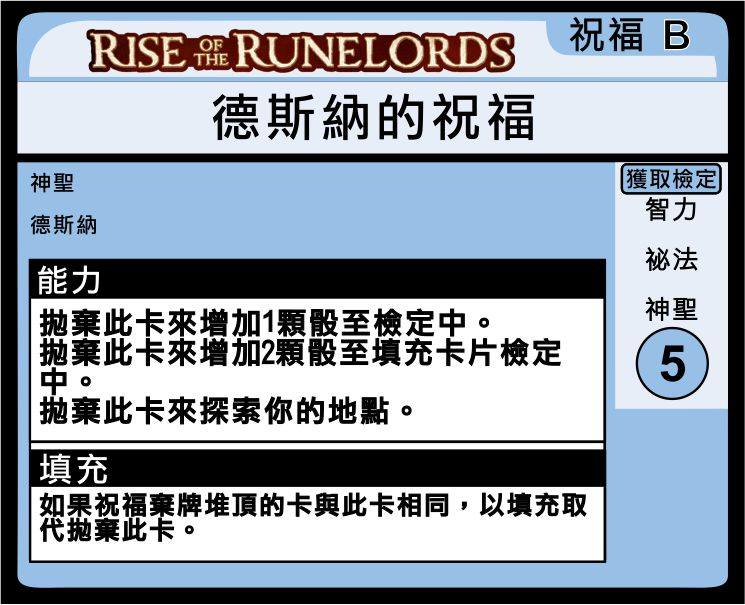 RISE OF THE RUNELORDS
祝福 B
德斯納的祝福
神聖
德斯納
獲取檢定
智力
祕法
神聖
5
能力
拋棄此卡來增加1顆骰至檢定中。
拋棄此卡來增加2顆骰至填充卡片檢定
中。
拋棄此卡來探索你的地點。
填充
如果祝福棄牌堆頂的卡與此卡相同，以填充取
代拋棄此卡。